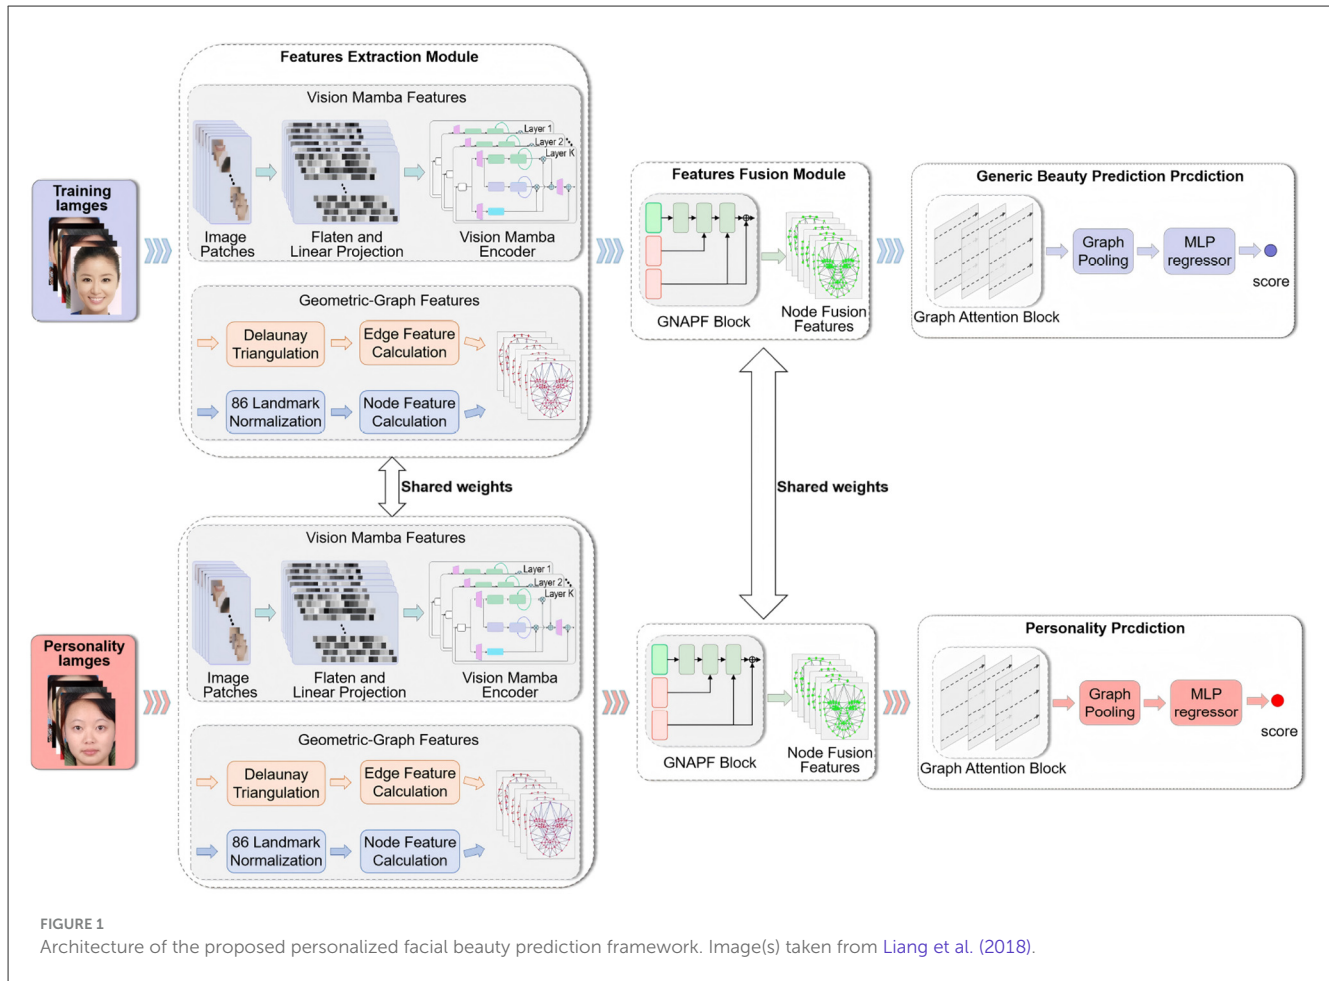 Features Extraction Module
Vision Mamba Features
Layer 1
Layer 2
Layer K
Image
Patches
Flaten and
Linear Projection
Vision Mamba
Encoder
Training
Iamges
Geometric-Graph Features
Delaunay
Triangulation
Edge Feature
Calculation
86 Landmark
Normalization
Node Feature
Calculation
Features Fusion Module
GNAPF Block
Node Fusion
Features
Generic Beauty Prediction Prcdiction
Graph Attention Block
Graph
Pooling
MLP
regressor
score
Shared weights
Shared weights
Vision Mamba Features
Layer 1
Layer 2
Layer K
Image
Patches
Flaten and
Linear Projection
Vision Mamba
Encoder
Personality
Iamges
Geometric-Graph Features
Delaunay
Triangulation
Edge Feature
Calculation
86 Landmark
Normalization
Node Feature
Calculation
GNAPF Block
Node Fusion
Features
Personality Prcdiction
Graph Attention Block
Graph
Pooling
MLP
regressor
score
FIGURE 1
Architecture of the proposed personalized facial beauty prediction framework. Image(s) taken from Liang et al. (2018).